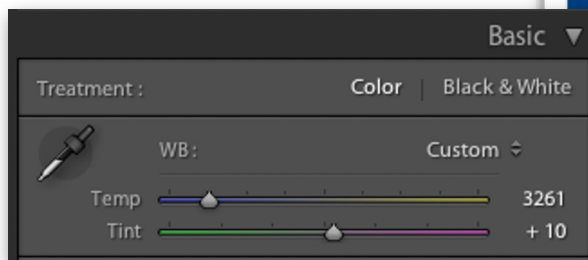 Basic ▼
Treatment : Color | Black & White
WB: Custom
Temp 3261
Tint + 10